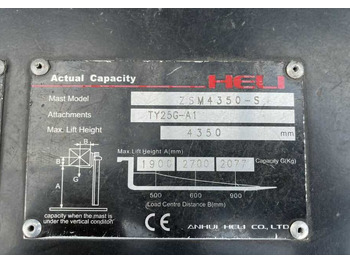 Actual Capacity
HELI
Mast Model ZSM4350-S
Attachments TY25G-A1
Max. Lift Height 4350 mm
Max. Lift Height A(mm)
1900 2700 2077 Capacity G(Kg)
B
B
G
A
500 600 900
Load Centre Distance B(mm)
capacity when the mast is
under the vertical condition
CE
ANHUI HELI CO., LTD